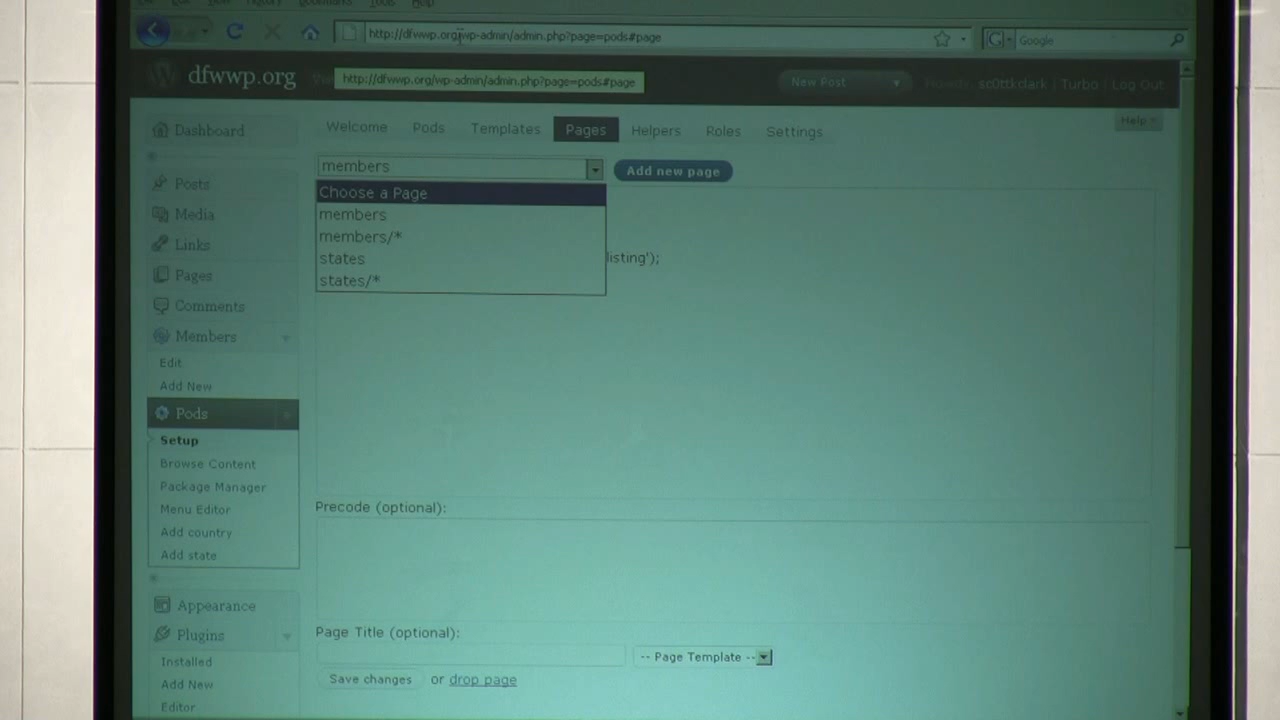 http://dfwwp.org/wp-admin/admin.php?page=pods#page
Google
dfwwp.org
http://dfwwp.org/wp-admin/admin.php?page=pods#page
New Post
Howdy, sc0ttkclark | Turbo | Log Out
Help
Dashboard
Posts
Media
Links
Pages
Comments
Members
Edit
Add New
Pods
Setup
Browse Content
Package Manager
Menu Editor
Add country
Add state
Appearance
Plugins
Installed
Add New
Editor
Welcome
Pods
Templates
Pages
Helpers
Roles
Settings
members
Add new page
Choose a Page
members
members/*
states
states/*
listing');
Precode (optional):
Page Title (optional):
-- Page Template --
Save changes or drop page